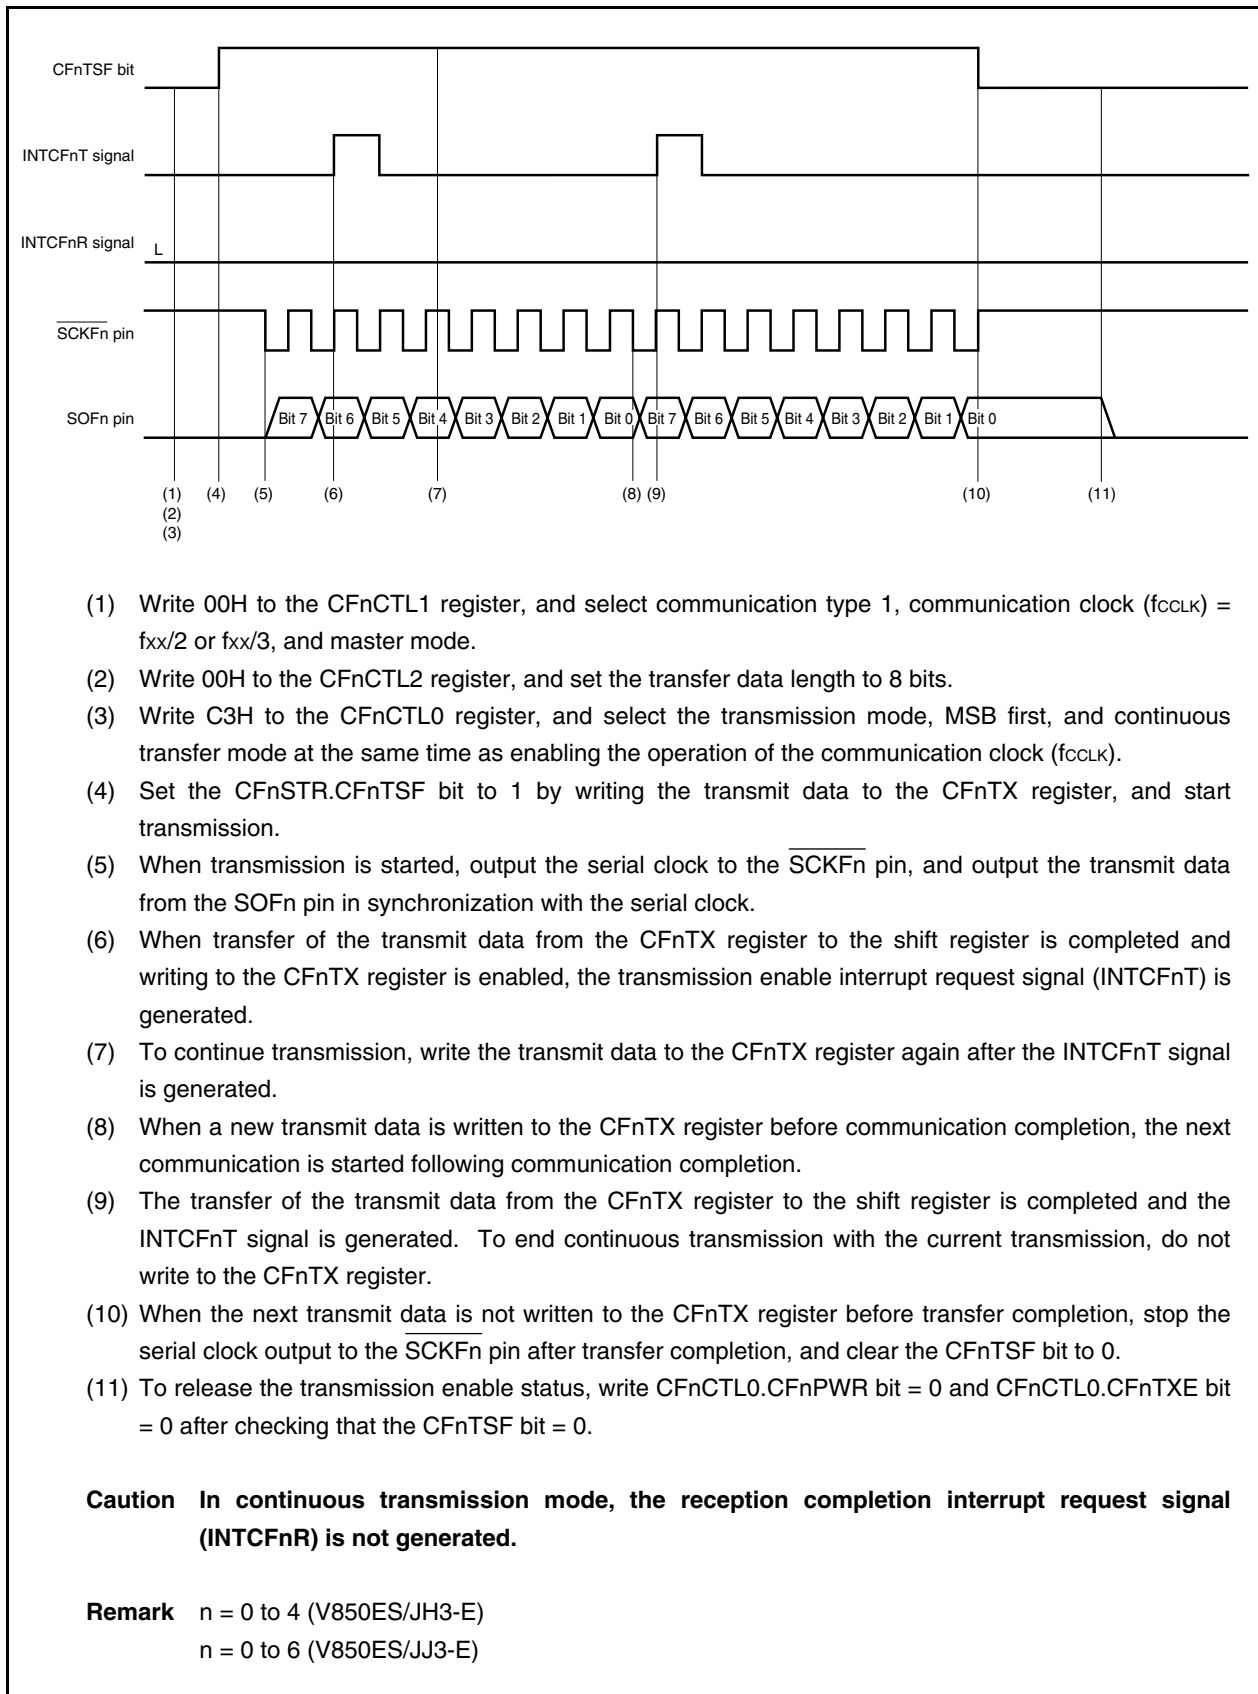 CFnTSF bit
INTCFnT signal
INTCFnR signal L
SCKFn pin
SOFn pin Bit 7 Bit 6 Bit 5 Bit 4 Bit 3 Bit 2 Bit 1 Bit 0 Bit 7 Bit 6 Bit 5 Bit 4 Bit 3 Bit 2 Bit 1 Bit 0
(1) (4) (5) (6) (7) (8) (9) (10) (11)
(2)
(3)
(1) Write 00H to the CFnCTL1 register, and select communication type 1, communication clock (fCCLK) =
fxx/2 or fxx/3, and master mode.
(2) Write 00H to the CFnCTL2 register, and set the transfer data length to 8 bits.
(3) Write C3H to the CFnCTL0 register, and select the transmission mode, MSB first, and continuous
transfer mode at the same time as enabling the operation of the communication clock (fCCLK).
(4) Set the CFnSTR.CFnTSF bit to 1 by writing the transmit data to the CFnTX register, and start
transmission.
(5) When transmission is started, output the serial clock to the SCKFn pin, and output the transmit data
from the SOFn pin in synchronization with the serial clock.
(6) When transfer of the transmit data from the CFnTX register to the shift register is completed and
writing to the CFnTX register is enabled, the transmission enable interrupt request signal (INTCFnT) is
generated.
(7) To continue transmission, write the transmit data to the CFnTX register again after the INTCFnT signal
is generated.
(8) When a new transmit data is written to the CFnTX register before communication completion, the next
communication is started following communication completion.
(9) The transfer of the transmit data from the CFnTX register to the shift register is completed and the
INTCFnT signal is generated. To end continuous transmission with the current transmission, do not
write to the CFnTX register.
(10) When the next transmit data is not written to the CFnTX register before transfer completion, stop the
serial clock output to the SCKFn pin after transfer completion, and clear the CFnTSF bit to 0.
(11) To release the transmission enable status, write CFnCTL0.CFnPWR bit = 0 and CFnCTL0.CFnTXE bit
= 0 after checking that the CFnTSF bit = 0.
Caution In continuous transmission mode, the reception completion interrupt request signal
(INTCFnR) is not generated.
Remark n = 0 to 4 (V850ES/JH3-E)
n = 0 to 6 (V850ES/JJ3-E)